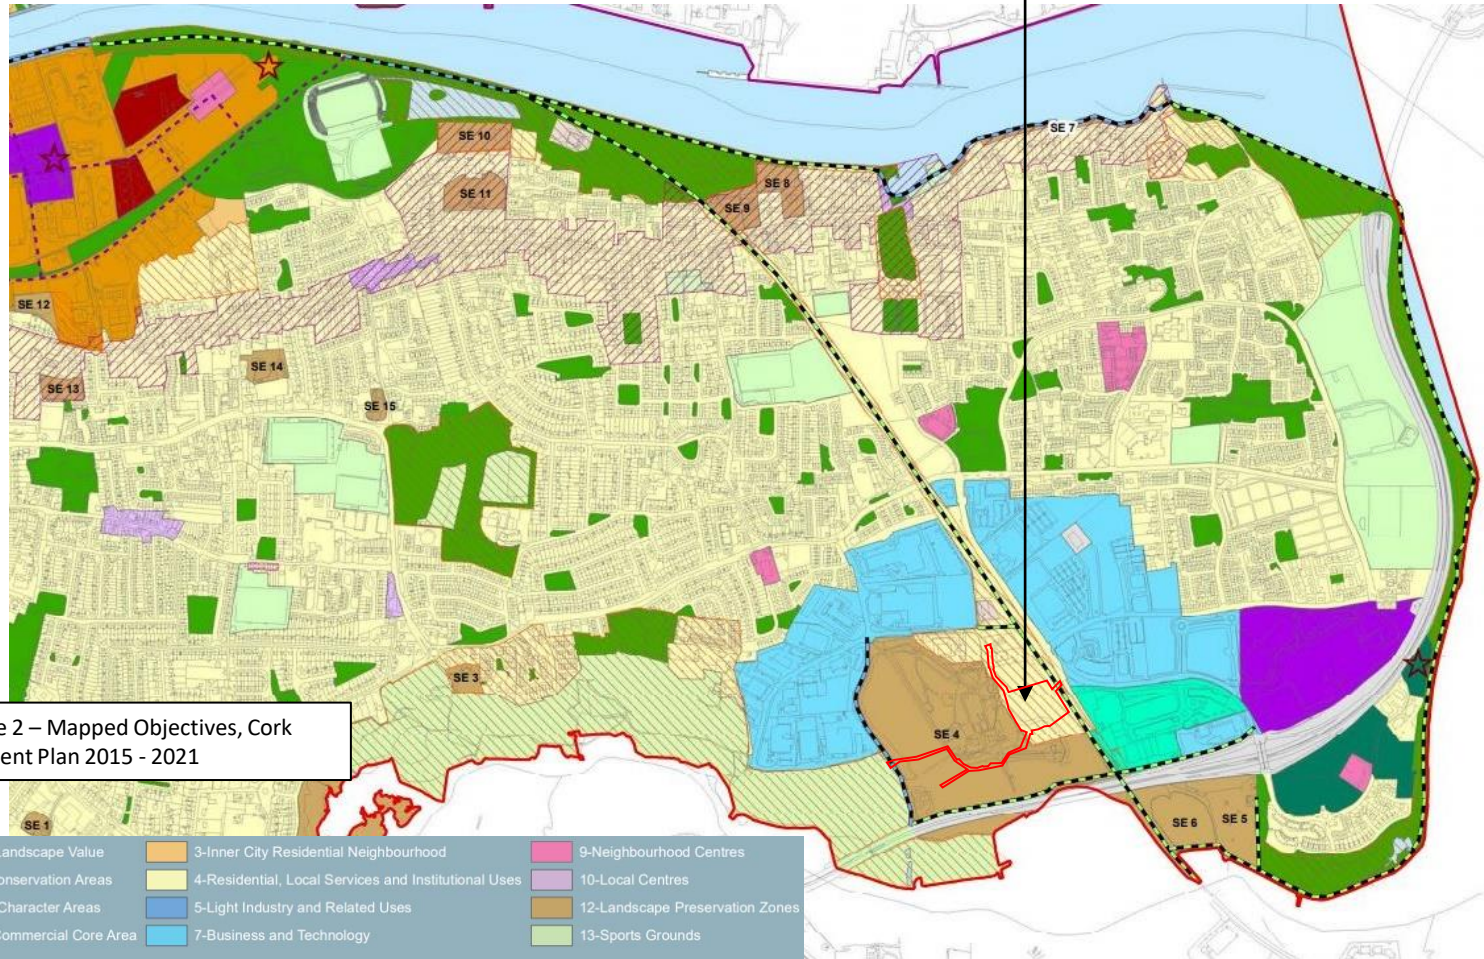 SE 10
SE 7
SE 11
SE 8
SE 9
SE 12
SE 14
SE 13
SE 15
SE 3
SE 4
e 2 – Mapped Objectives, Cork
ent Plan 2015 - 2021
SE 1
SE 6
SE 5
andscape Value
3-Inner City Residential Neighbourhood
9-Neighbourhood Centres
onservation Areas
4-Residential, Local Services and Institutional Uses
10-Local Centres
Character Areas
5-Light Industry and Related Uses
12-Landscape Preservation Zones
Commercial Core Area
7-Business and Technology
13-Sports Grounds